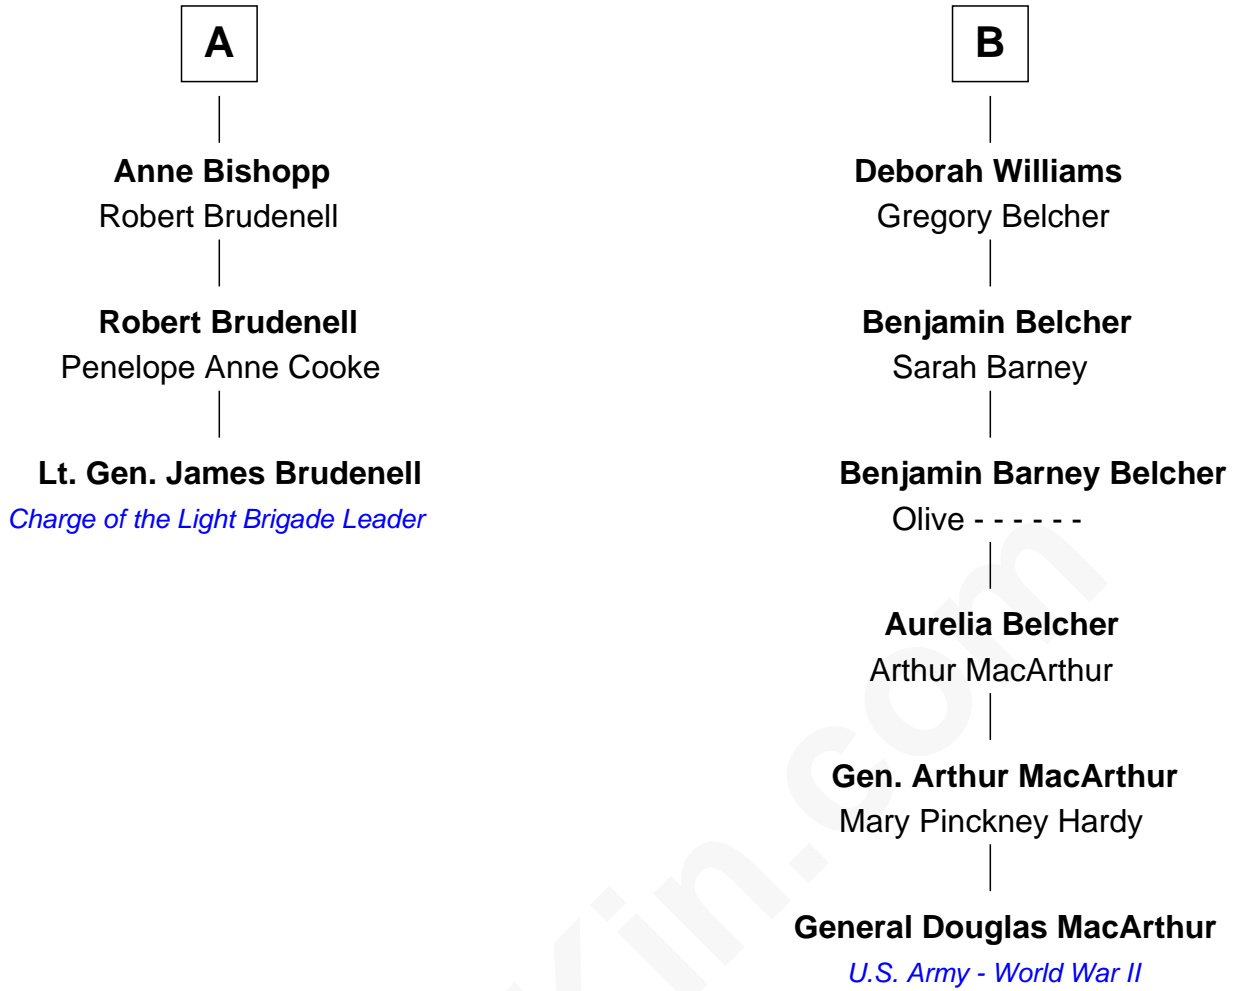 A
Anne Bishopp
Robert Brudenell
Robert Brudenell
Penelope Anne Cooke
Lt. Gen. James Brudenell
Charge of the Light Brigade Leader
B
Deborah Williams
Gregory Belcher
Benjamin Belcher
Sarah Barney
Benjamin Barney Belcher
Olive - - - - - -
Aurelia Belcher
Arthur MacArthur
Gen. Arthur MacArthur
Mary Pinckney Hardy
General Douglas MacArthur
U.S. Army - World War II
Kin.com